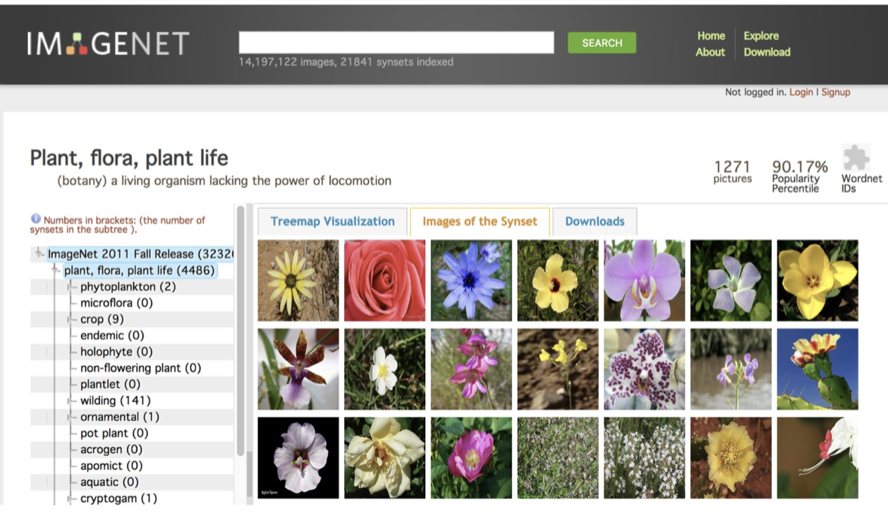 IMAGENET
SEARCH
14,197,122 images, 21841 synsets indexed
Home Explore
About Download
Not logged in. Login I Signup
Plant, flora, plant life
(botany) a living organism lacking the power of locomotion
1271
pictures
90.17%
Popularity
Percentile
Wordnet
IDs
Numbers in brackets: (the number of
synsets in the subtree ).
Treemap Visualization Images of the Synset Downloads
ImageNet 2011 Fall Release (3232
plant, flora, plant life (4486)
phytoplankton (2)
microflora (0)
crop (9)
endemic (0)
holophyte (0)
non-flowering plant (0)
plantlet (0)
wilding (141)
ornamental (1)
pot plant (0)
acrogen (0)
apomict (0)
aquatic (0)
cryptogam (1)